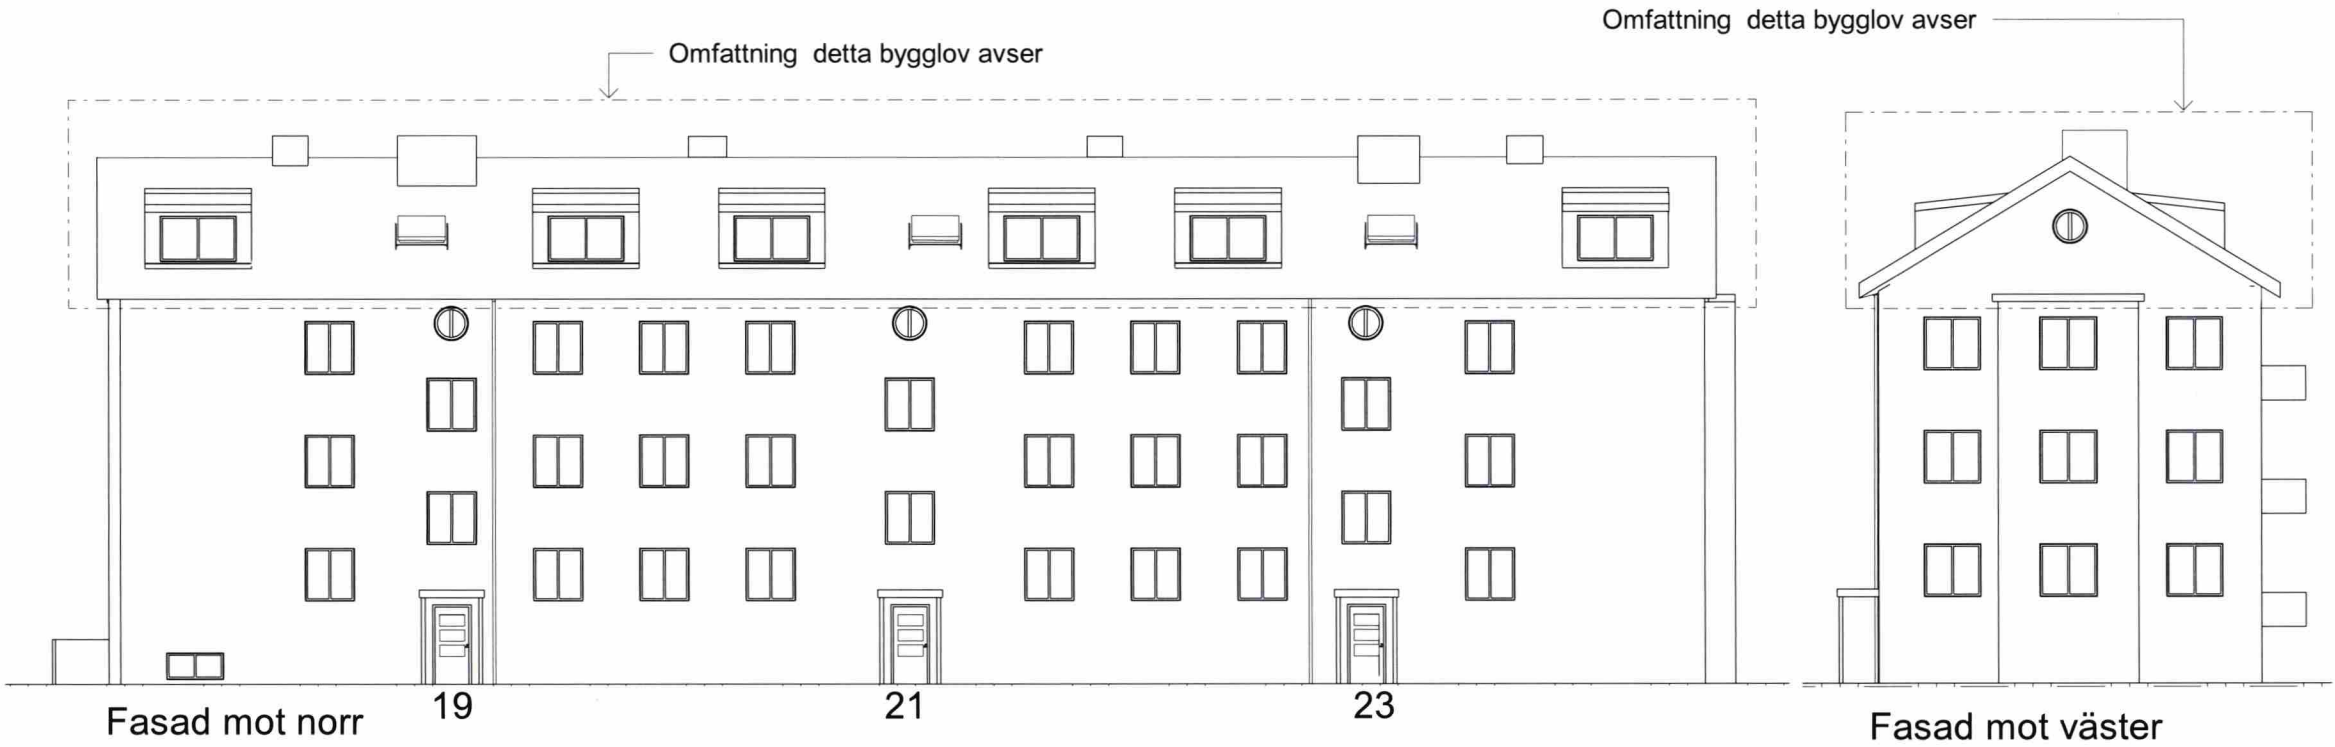 Omfattning detta bygglov avser
Omfattning detta bygglov avser
19
21
23
Fasad mot norr
Fasad mot väster